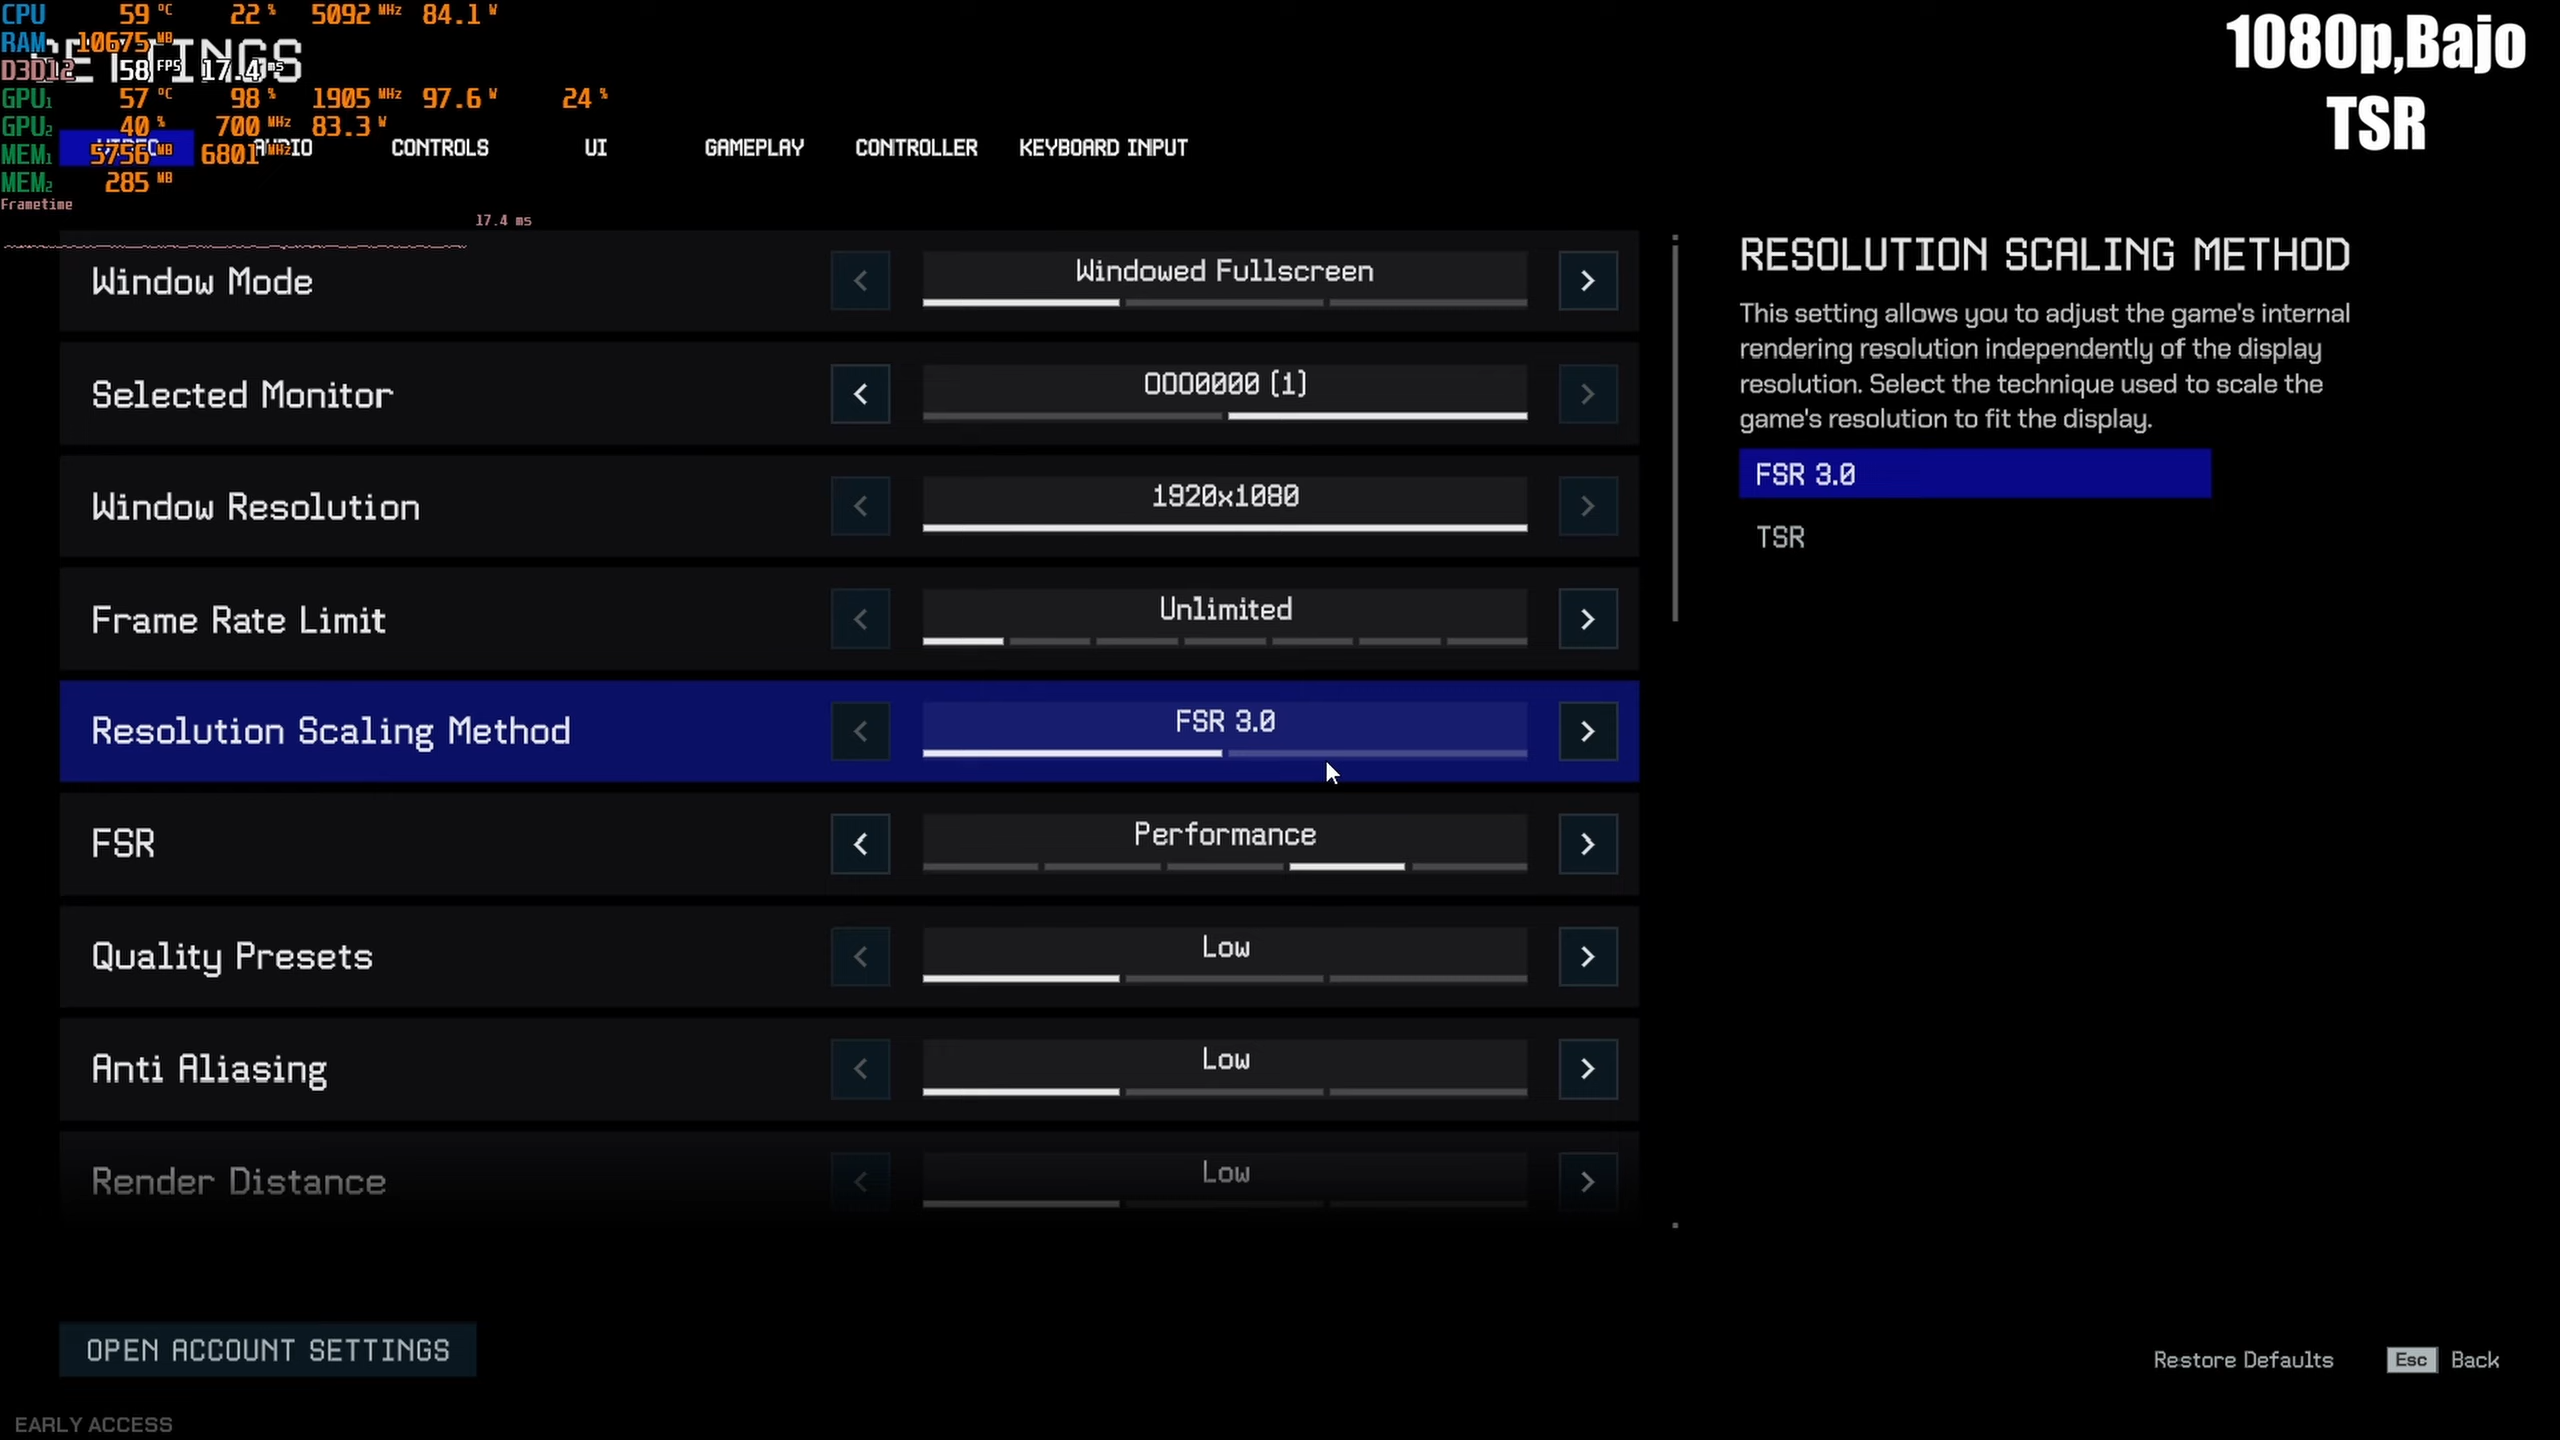 CPU 59 °C 22 % 5092 MHz 84.1 W
RAM 10675 MB
SETTINGS
D3D12 58 FPS 17.4 ms
GPU1 57 °C 98 % 1905 MHz 97.6 W 24 %
GPU2 40 % 700 MHz 83.3 W
MEM1 5756 MB 6801 MHz
MEM2 285 MB
Frametime
17.4 ms
1080p,Bajo
TSR
VIDEO AUDIO CONTROLS UI GAMEPLAY CONTROLLER KEYBOARD INPUT
Window Mode Windowed Fullscreen
Selected Monitor OOO0000 (1)
Window Resolution 1920x1080
Frame Rate Limit Unlimited
Resolution Scaling Method FSR 3.0
FSR Performance
Quality Presets Low
Anti Aliasing Low
Render Distance Low
RESOLUTION SCALING METHOD
This setting allows you to adjust the game's internal
rendering resolution independently of the display
resolution. Select the technique used to scale the
game's resolution to fit the display.
FSR 3.0
TSR
OPEN ACCOUNT SETTINGS
Restore Defaults Esc Back
EARLY ACCESS